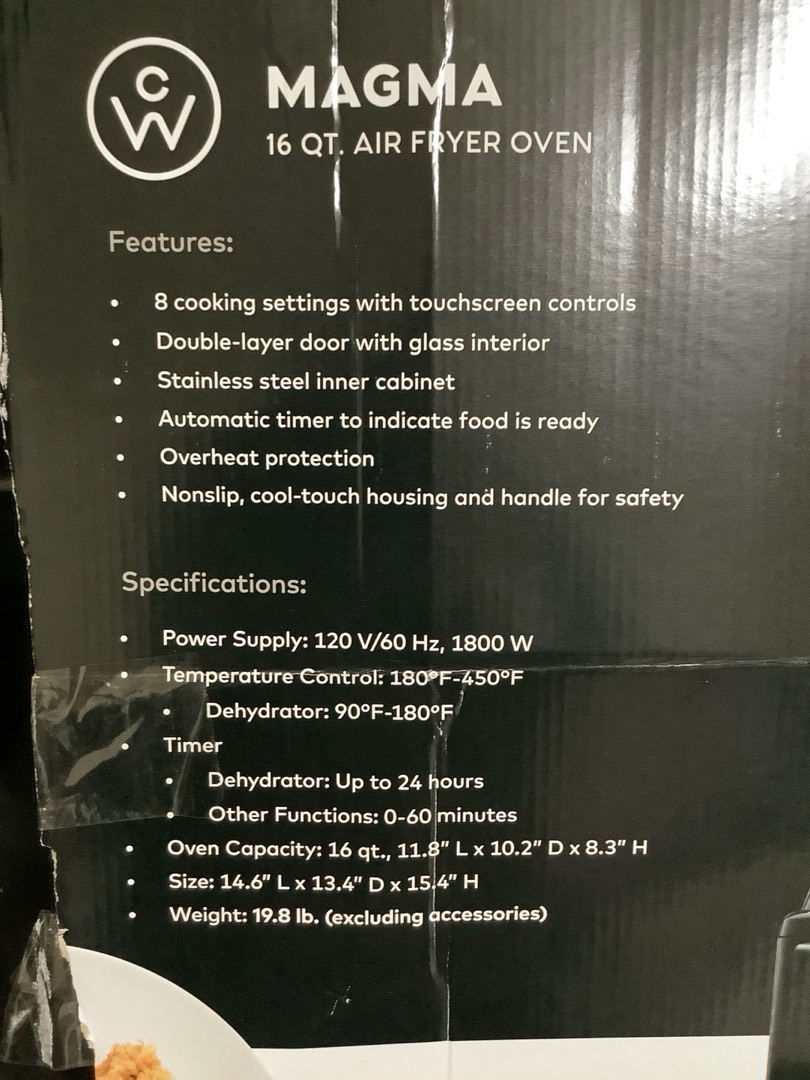 CW
MAGMA
16 QT. AIR FRYER OVEN
Features:
• 8 cooking settings with touchscreen controls
• Double-layer door with glass interior
• Stainless steel inner cabinet
• Automatic timer to indicate food is ready
• Overheat protection
• Nonslip, cool-touch housing and handle for safety
Specifications:
• Power Supply: 120 V/60 Hz, 1800 W
• Temperature Control: 180°F-450°F
• Dehydrator: 90°F-180°F
• Timer
• Dehydrator: Up to 24 hours
• Other Functions: 0-60 minutes
• Oven Capacity: 16 qt., 11.8" L x 10.2" D x 8.3" H
• Size: 14.6" L x 13.4" D x 15.4" H
• Weight: 19.8 lb. (excluding accessories)